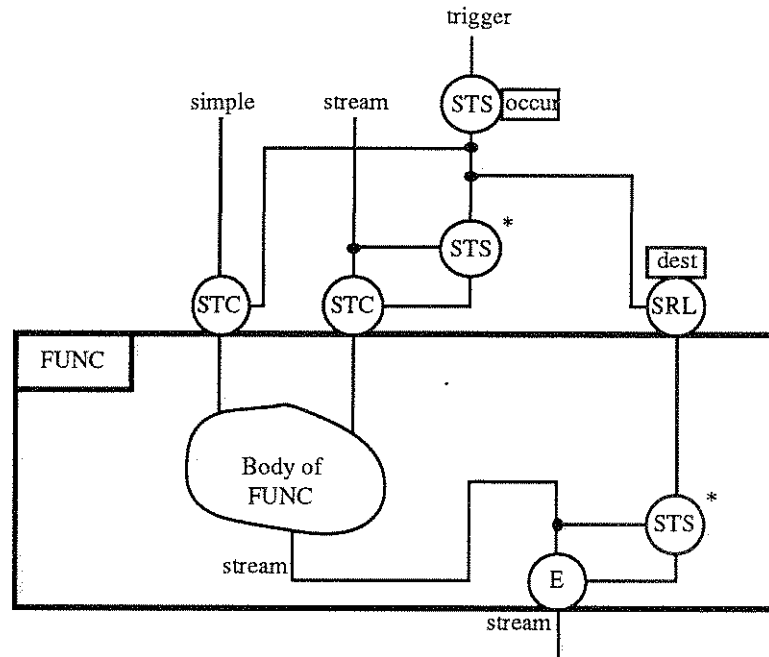 trigger
STS occur
simple stream
STS *
dest
STC STC SRL
FUNC
Body of
FUNC
STS *
stream
E
stream